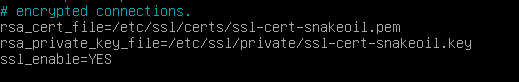 # encrypted connections.
rsa_cert_file=/etc/ssl/certs/ssl-cert-snakeoil.pem
rsa_private_key_file=/etc/ssl/private/ssl-cert-snakeoil.key
ssl_enable=YES